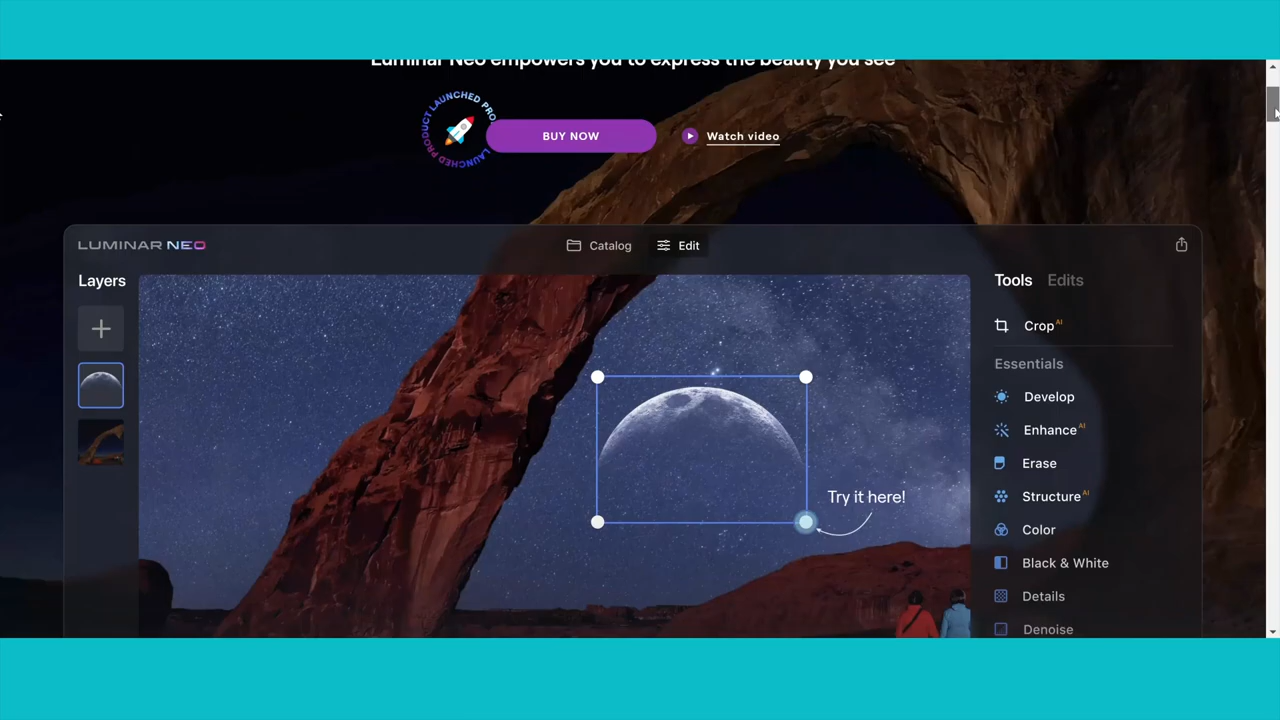 Luminar Neo empowers you to express the beauty you see
PRODUCT LAUNCHED PRO
LAUNCHED
BUY NOW
Watch video
LUMINAR NEO
Catalog
Edit
Layers
Tools
Edits
Crop AI
Essentials
Develop
Enhance AI
Erase
Structure AI
Color
Black & White
Details
Denoise
Try it here!